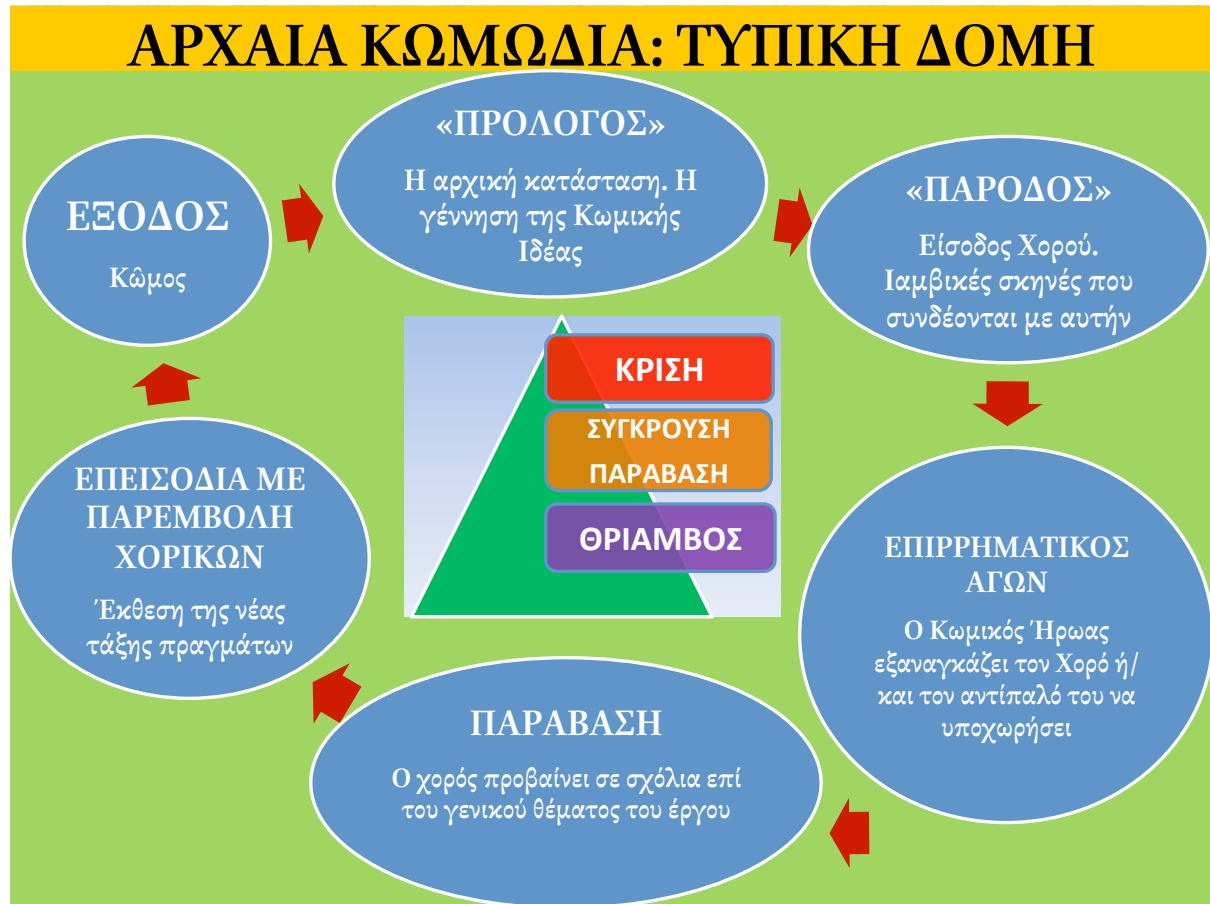 ΑΡΧΑΙΑ ΚΩΜΩΔΙΑ: ΤΥΠΙΚΗ ΔΟΜΗ
«ΠΡΟΛΟΓΟΣ»
Η αρχική κατάσταση. Η
γέννηση της Κωμικής
Ιδέας
«ΠΑΡΟΔΟΣ»
Είσοδος Χορού.
Ιαμβικές σκηνές που
συνδέονται με αυτήν
ΕΠΙΡΡΗΜΑΤΙΚΟΣ
ΑΓΩΝ
Ο Κωμικός Ήρωας
εξαναγκάζει τον Χορό ή/
και τον αντίπαλό του να
υποχωρήσει
ΠΑΡΑΒΑΣΗ
Ο χορός προβαίνει σε σχόλια επί
του γενικού θέματος του έργου
ΕΠΕΙΣΟΔΙΑ ΜΕ
ΠΑΡΕΜΒΟΛΗ
ΧΟΡΙΚΩΝ
Έκθεση της νέας
τάξης πραγμάτων
ΕΞΟΔΟΣ
Κῶμος
ΚΡΙΣΗ
ΣΥΓΚΡΟΥΣΗ
ΠΑΡΑΒΑΣΗ
ΘΡΙΑΜΒΟΣ